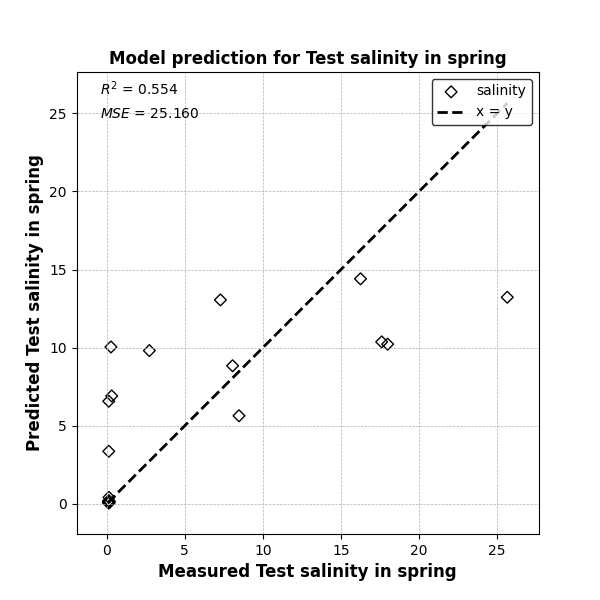 Model prediction for Test salinity in spring
R² = 0.554
MSE = 25.160
salinity
x = y
Predicted Test salinity in spring
25
20
15
10
5
0
0 5 10 15 20 25
Measured Test salinity in spring